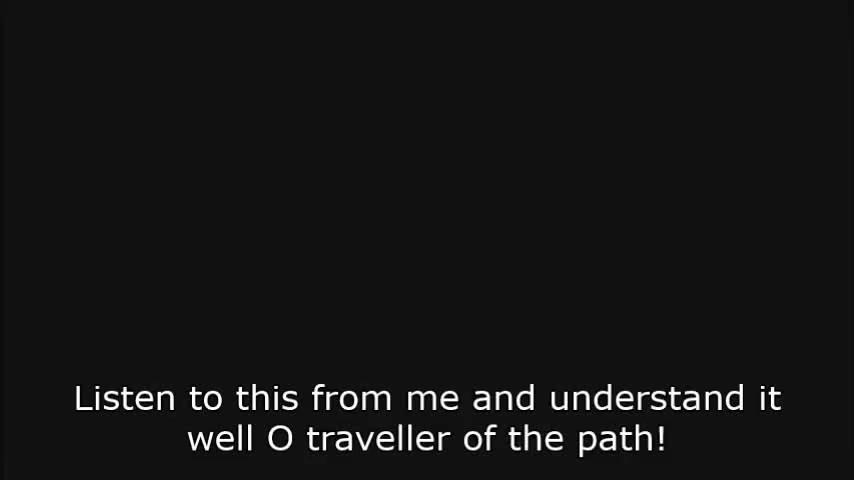 Listen to this from me and understand it
well O traveller of the path!